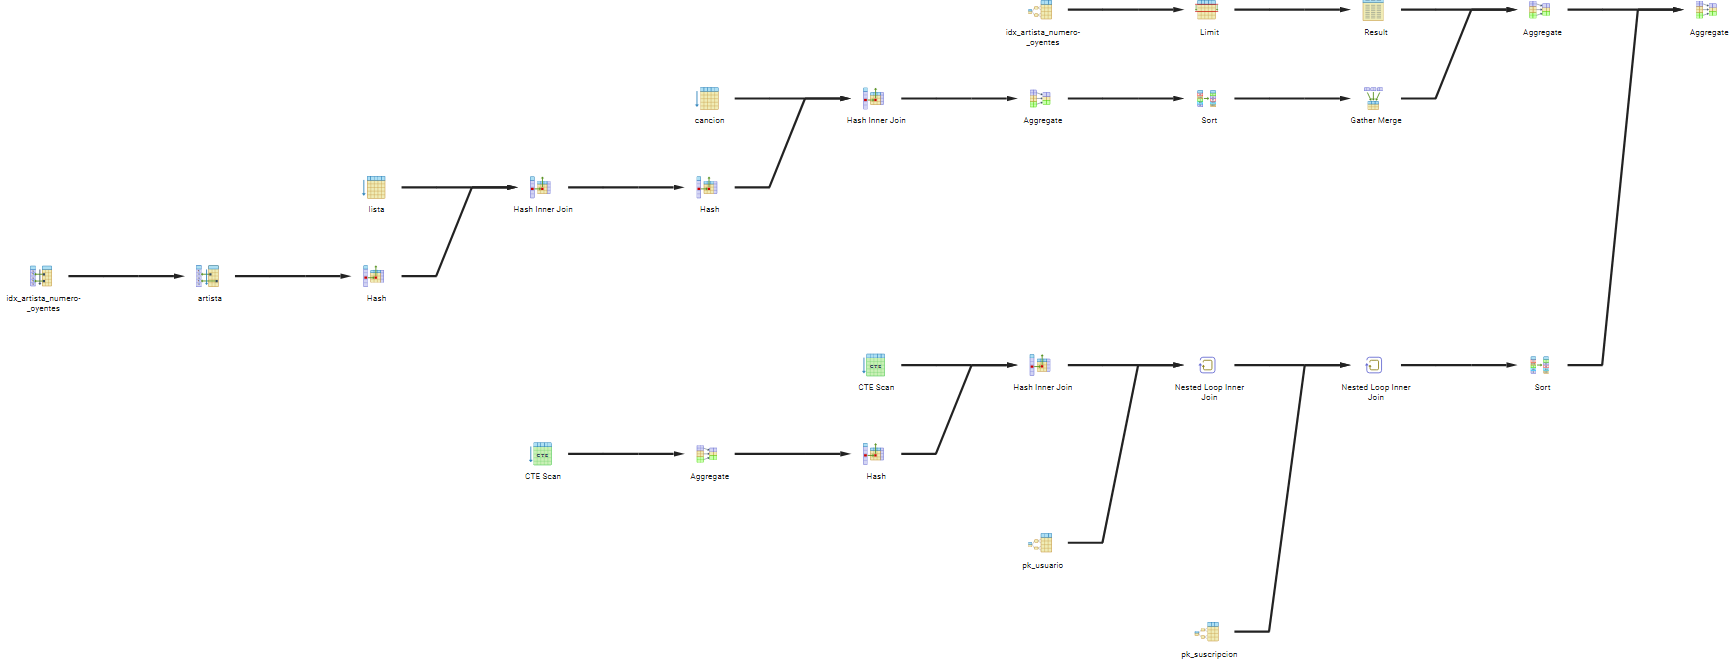 idx_artista_numero-
_oyentes
Limit
Result
Aggregate
Aggregate
cancion
Hash Inner Join
Aggregate
Sort
Gather Merge
lista
Hash Inner Join
Hash
idx_artista_numero-
_oyentes
artista
Hash
CTE Scan
Hash Inner Join
Nested Loop Inner
Join
Nested Loop Inner
Join
Sort
CTE Scan
Aggregate
Hash
pk_usuario
pk_suscripcion